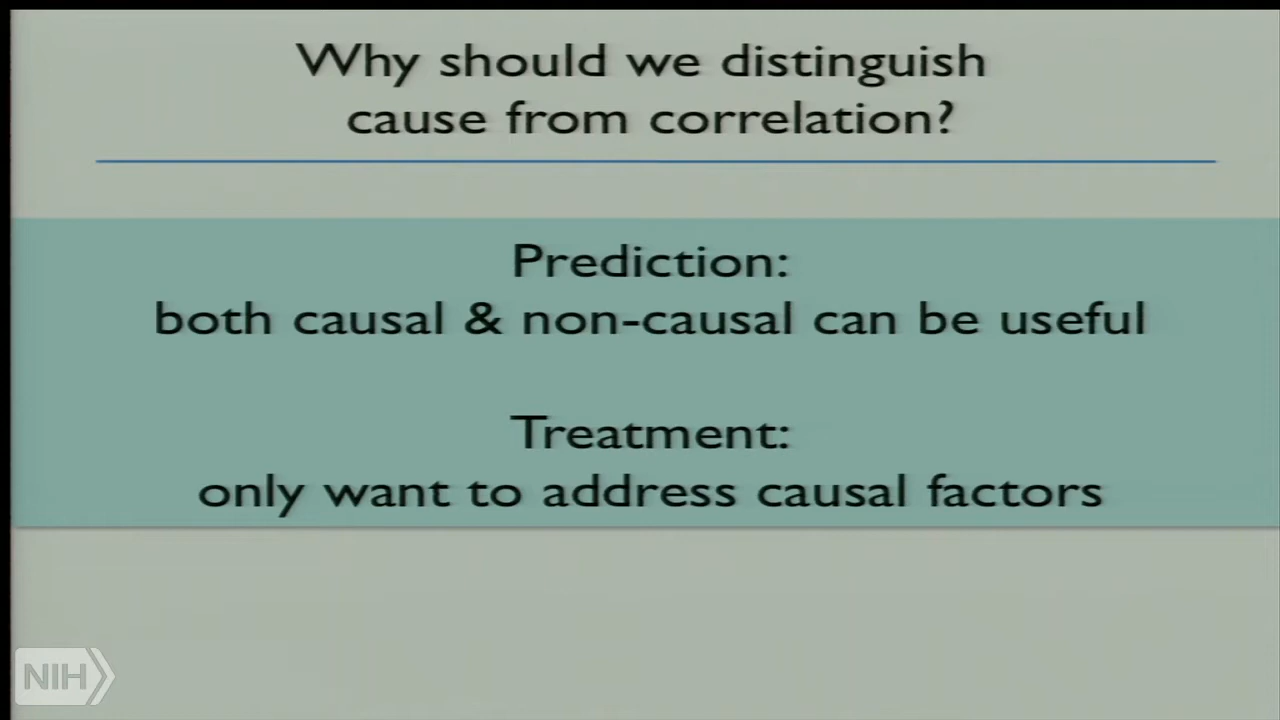 Why should we distinguish
cause from correlation?
Prediction:
both causal & non-causal can be useful
Treatment:
only want to address causal factors
NIH